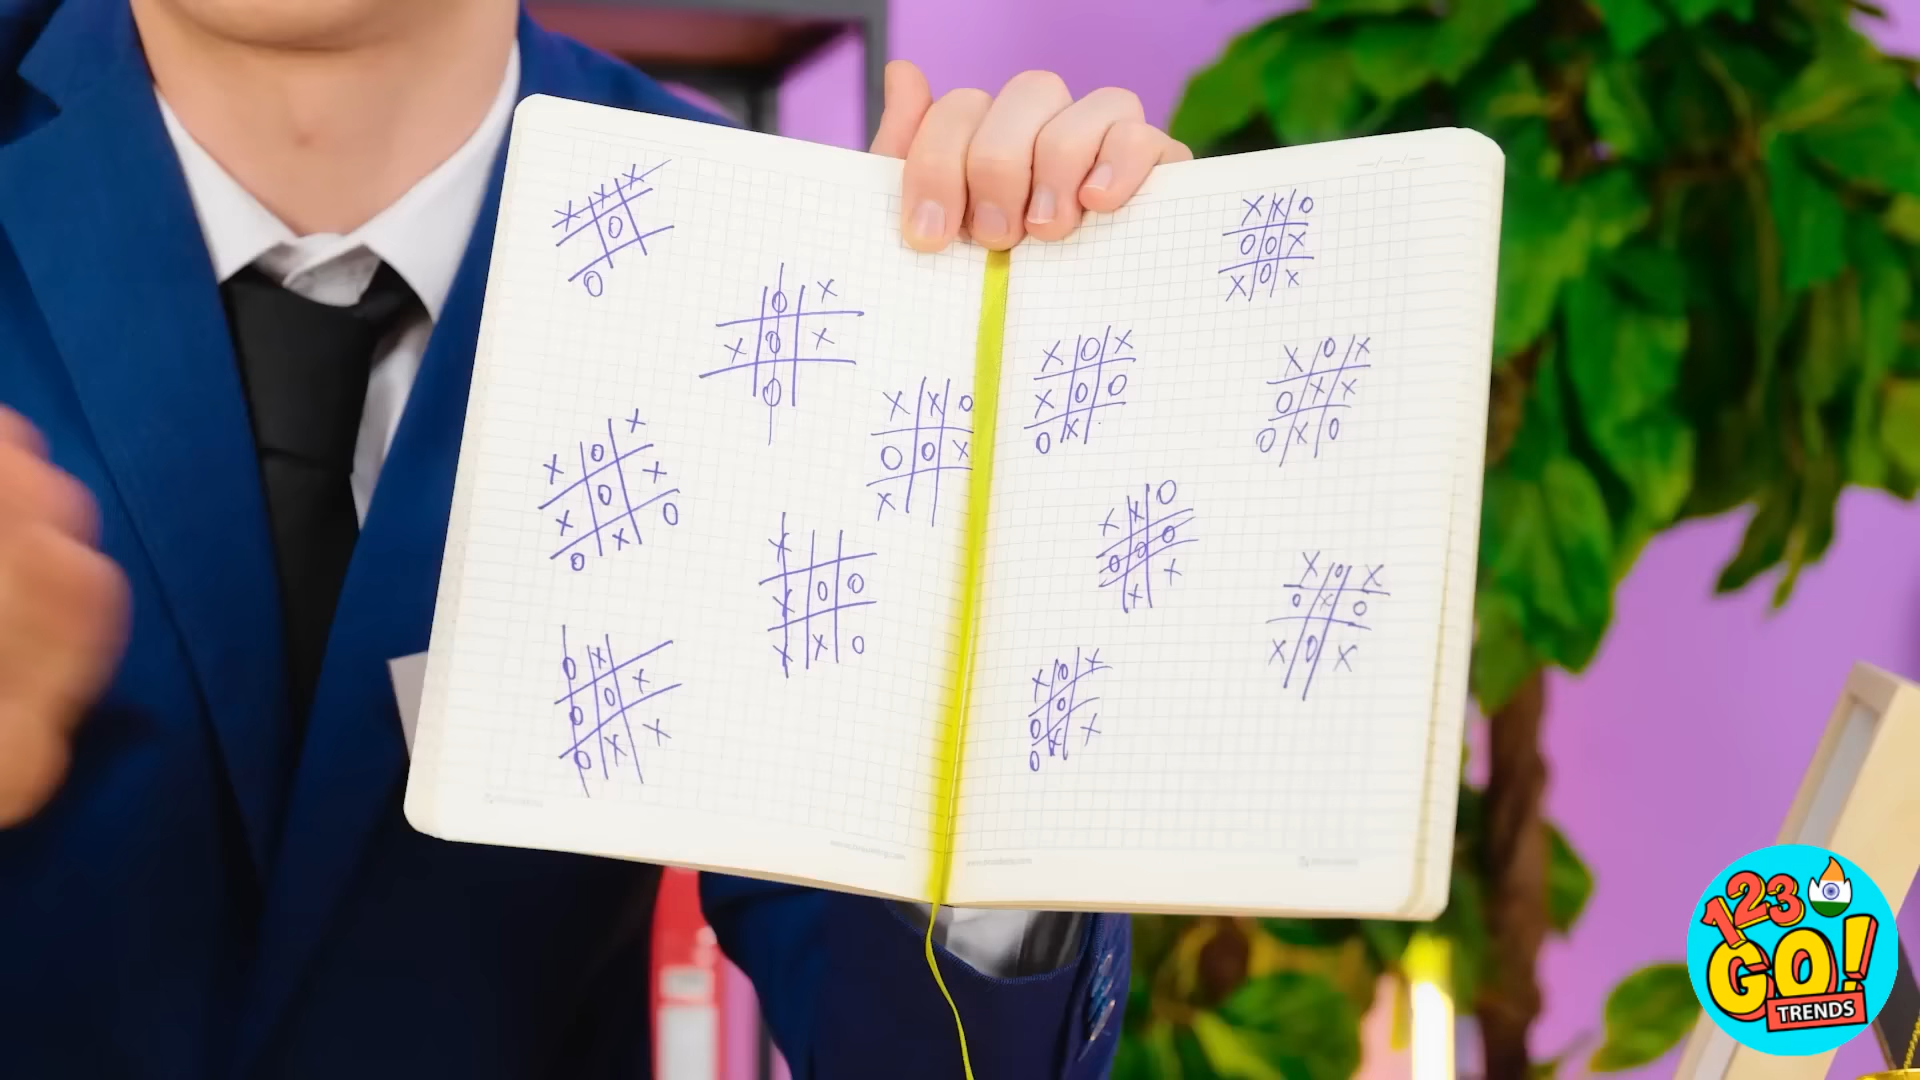 X X X
O
O
O X
X O X
O
X X O
O O X
X
X O X
X O X
O X O
X
X O O
X X O
O X
O O X
O X X
X X O
O O X
X O X
X O X
X O O
O X
X O X
O X X
O X O
X X O
O O O
X X
X O X
O X O
X O X
X O X
O O
O X X
123
GO!
TRENDS